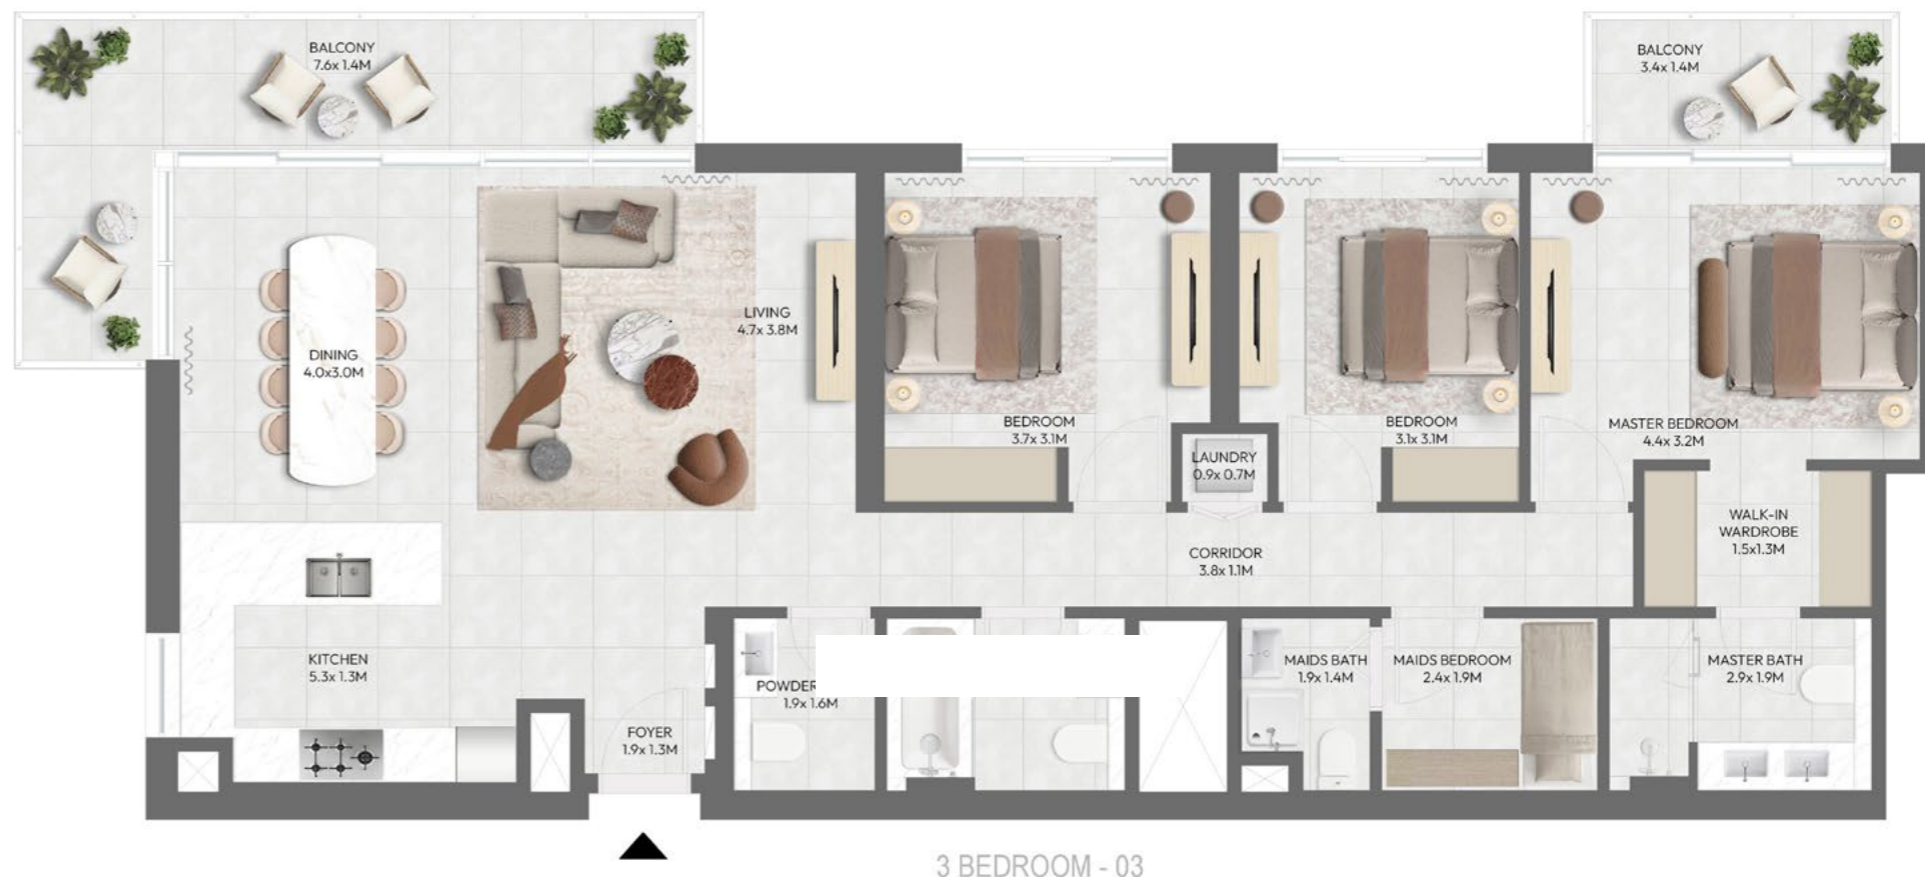 BALCONY
7.6x 1.4M
BALCONY
3.4x 1.4M
LIVING
4.7x 3.8M
DINING
4.0x3.0M
BEDROOM
3.7x 3.1M
BEDROOM
3.1x 3.1M
MASTER BEDROOM
4.4x 3.2M
LAUNDRY
0.9x 0.7M
WALK-IN
WARDROBE
1.5x1.3M
CORRIDOR
3.8x 1.1M
KITCHEN
5.3x 1.3M
POWDER
1.9x 1.6M
MAIDS BATH
1.9x 1.4M
MAIDS BEDROOM
2.4x 1.9M
MASTER BATH
2.9x 1.9M
FOYER
1.9x 1.3M
3 BEDROOM - 03